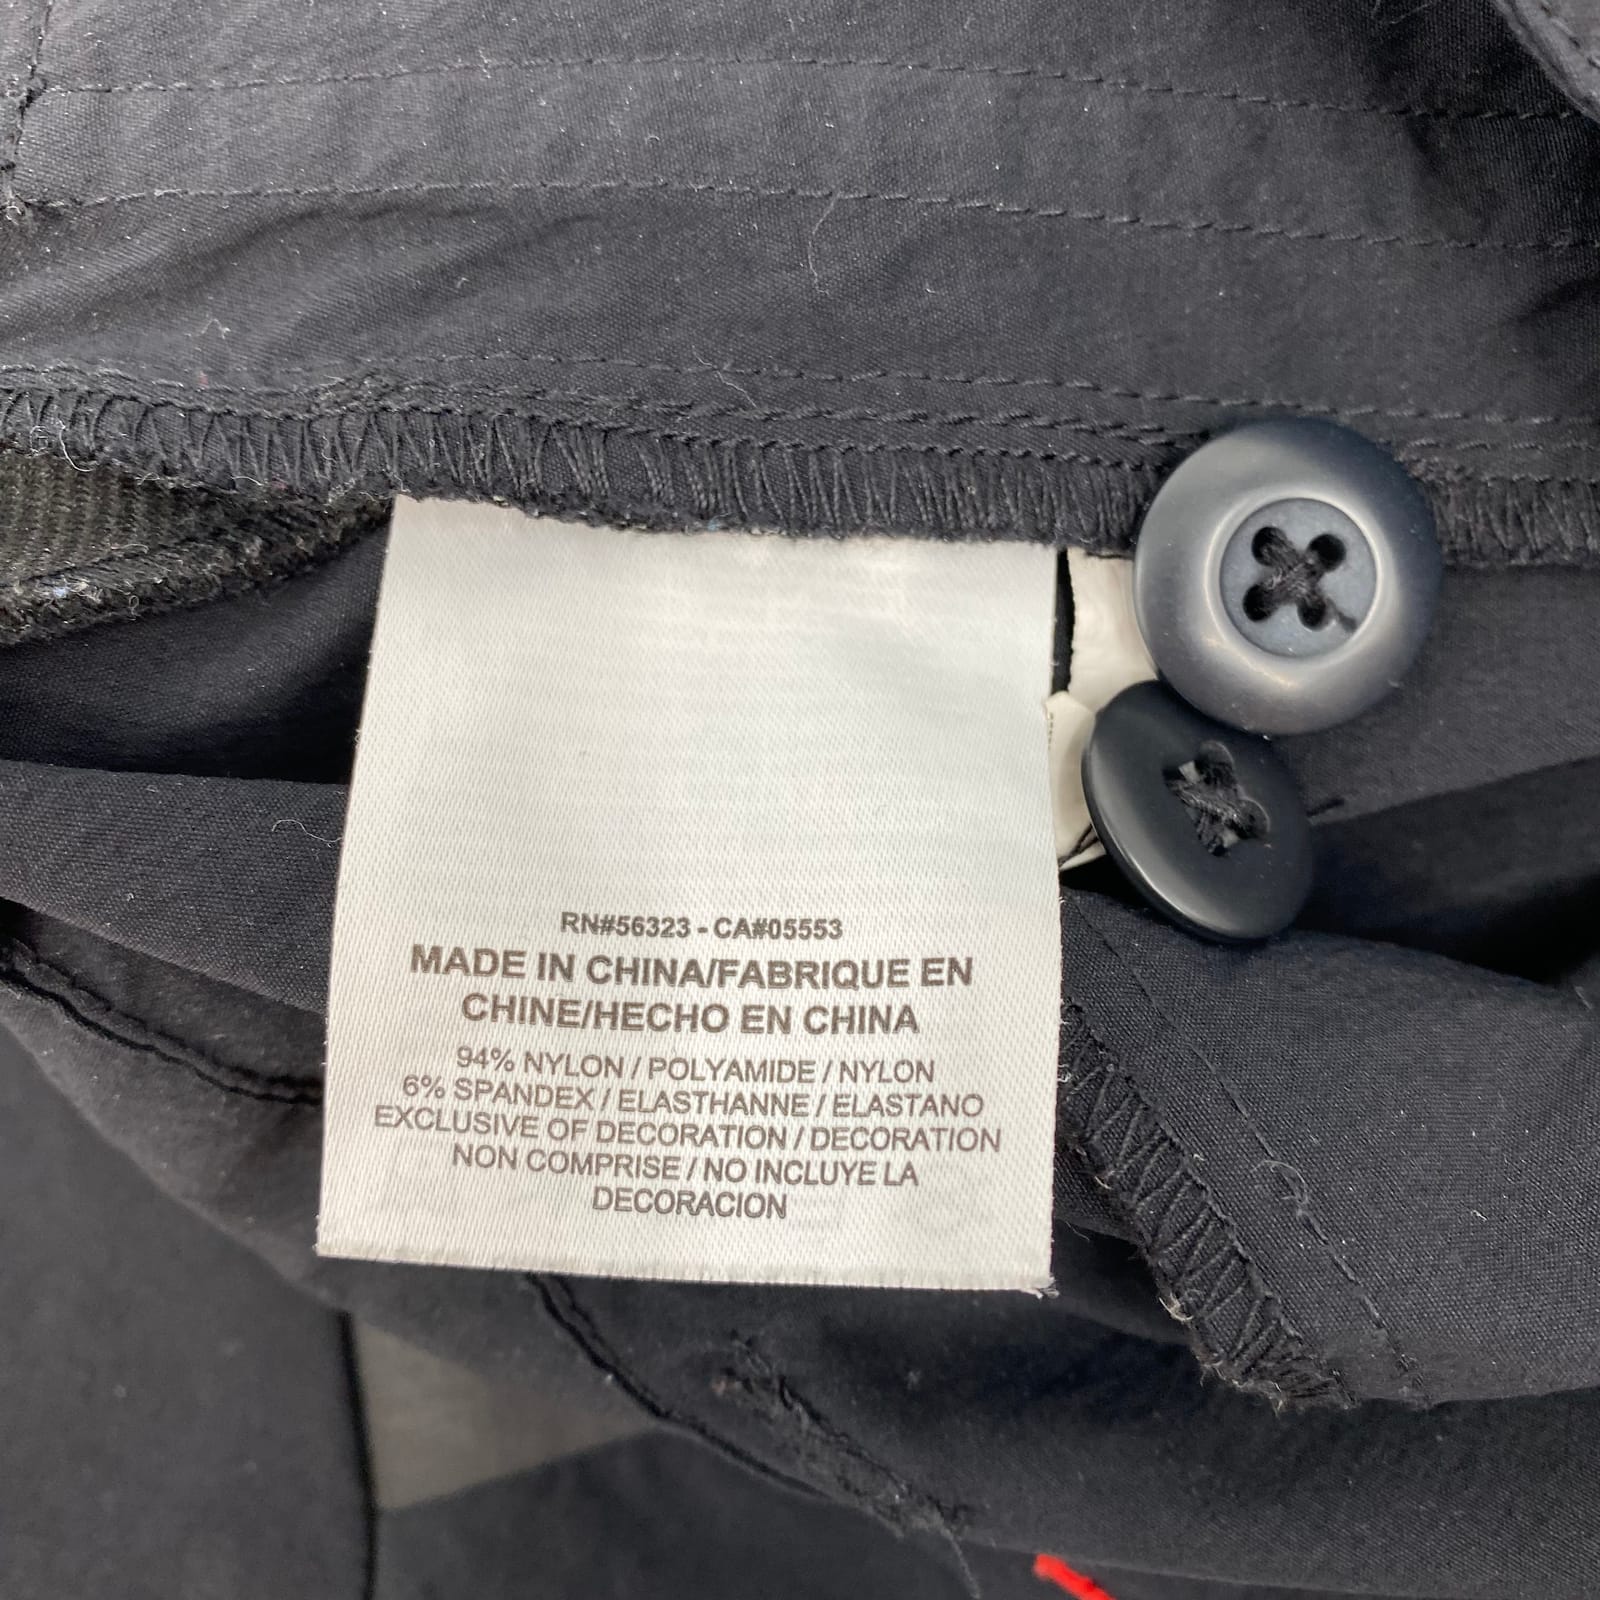 RN#56323 - CA#05553
MADE IN CHINA/FABRIQUE EN
CHINE/HECHO EN CHINA
94% NYLON / POLYAMIDE / NYLON
6% SPANDEX / ELASTHANNE / ELASTANO
EXCLUSIVE OF DECORATION / DECORATION
NON COMPRISE / NO INCLUYE LA
DECORACION